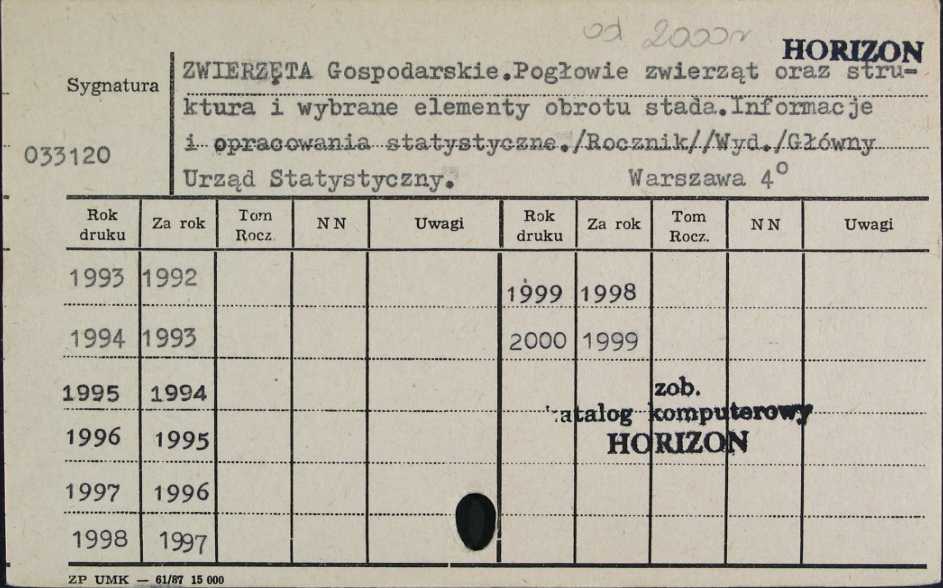 od 2000r
HORIZON
Sygnatura
ZWIERZĘTA Gospodarskie.Pogłowie zwierząt oraz stru-
ktura i wybrane elementy obrotu stada.Informacje
i opracowania statystyczne./Rocznik//Wyd./Główny
033120
Urząd Statystyczny. Warszawa 4°
Rok druku Za rok Tom Rocz. N N Uwagi Rok druku Za rok Tom Rocz. N N Uwagi
1993 1992
1999 1998
1994 1993 2000 1999
1995 1994
zob.
katalog komputerowy
1996 1995 HORIZON
1997 1996
1998 1997
ZP UMK — 61/87 15 000